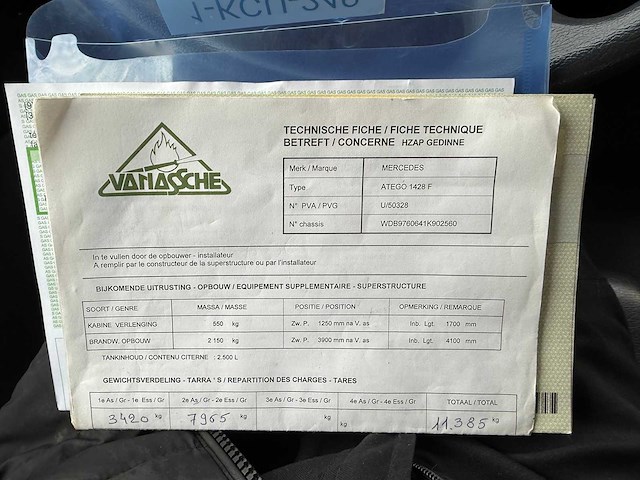 VANASSCHE
TECHNISCHE FICHE / FICHE TECHNIQUE
BETREFT / CONCERNE HZAP GEDINNE
Merk / Marque MERCEDES
Type ATEGO 1428 F
N° PVA / PVG U/50328
N° chassis WDB9760641K902560
In te vullen door de opbouwer - installateur
A remplir par le constructeur de la superstructure ou par l'installateur
BIJKOMENDE UITRUSTING - OPBOUW / EQUIPEMENT SUPPLEMENTAIRE - SUPERSTRUCTURE
SOORT / GENRE MASSA / MASSE POSITIE / POSITION OPMERKING / REMARQUE
KABINE VERLENGING 550 kg Zw. P. 1250 mm na V. as Inb. Lgt. 1700 mm
BRANDW. OPBOUW 2 150 kg Zw. P. 3900 mm na V. as Inb. Lgt. 4100 mm
TANKINHOUD / CONTENU CITERNE : 2.500 L
GEWICHTSVERDELING - TARRA'S / REPARTITION DES CHARGES - TARES
1e As / Gr - 1e Ess / Gr 2e As / Gr - 2e Ess / Gr 3e As / Gr - 3e Ess / Gr 4e As / Gr - 4e Ess / Gr TOTAAL / TOTAL
3420 kg 7965 kg kg kg 11.385 kg